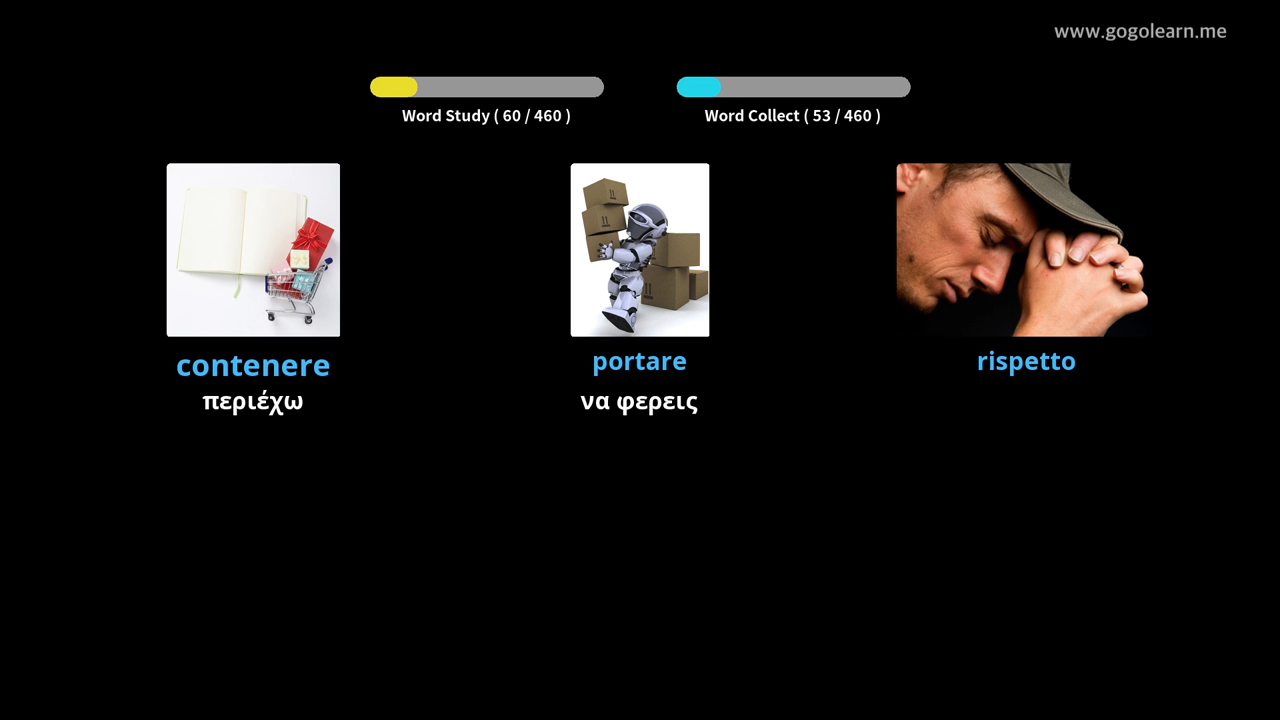 www.gogolearn.me
Word Study ( 60 / 460 )
Word Collect ( 53 / 460 )
contenere
περιέχω
portare
να φερεις
rispetto